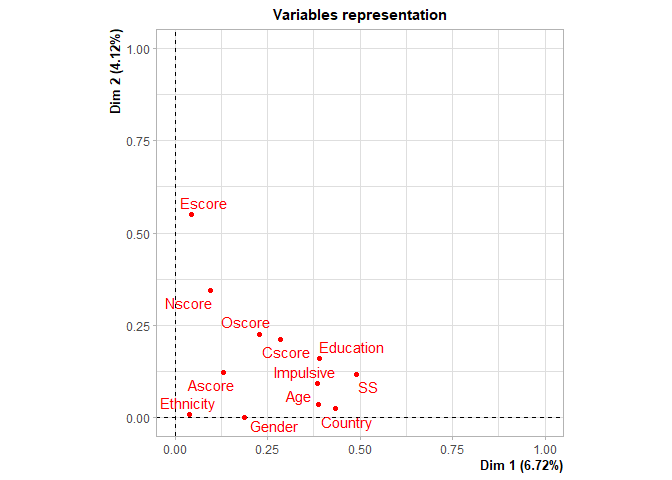 Variables representation
Dim 2 (4.12%)
1.00
0.75
0.50
0.25
0.00
Escore
Nscore
Oscore
Cscore
Education
Impulsive
SS
Ascore
Age
Ethnicity
Gender
Country
0.00
0.25
0.50
0.75
1.00
Dim 1 (6.72%)